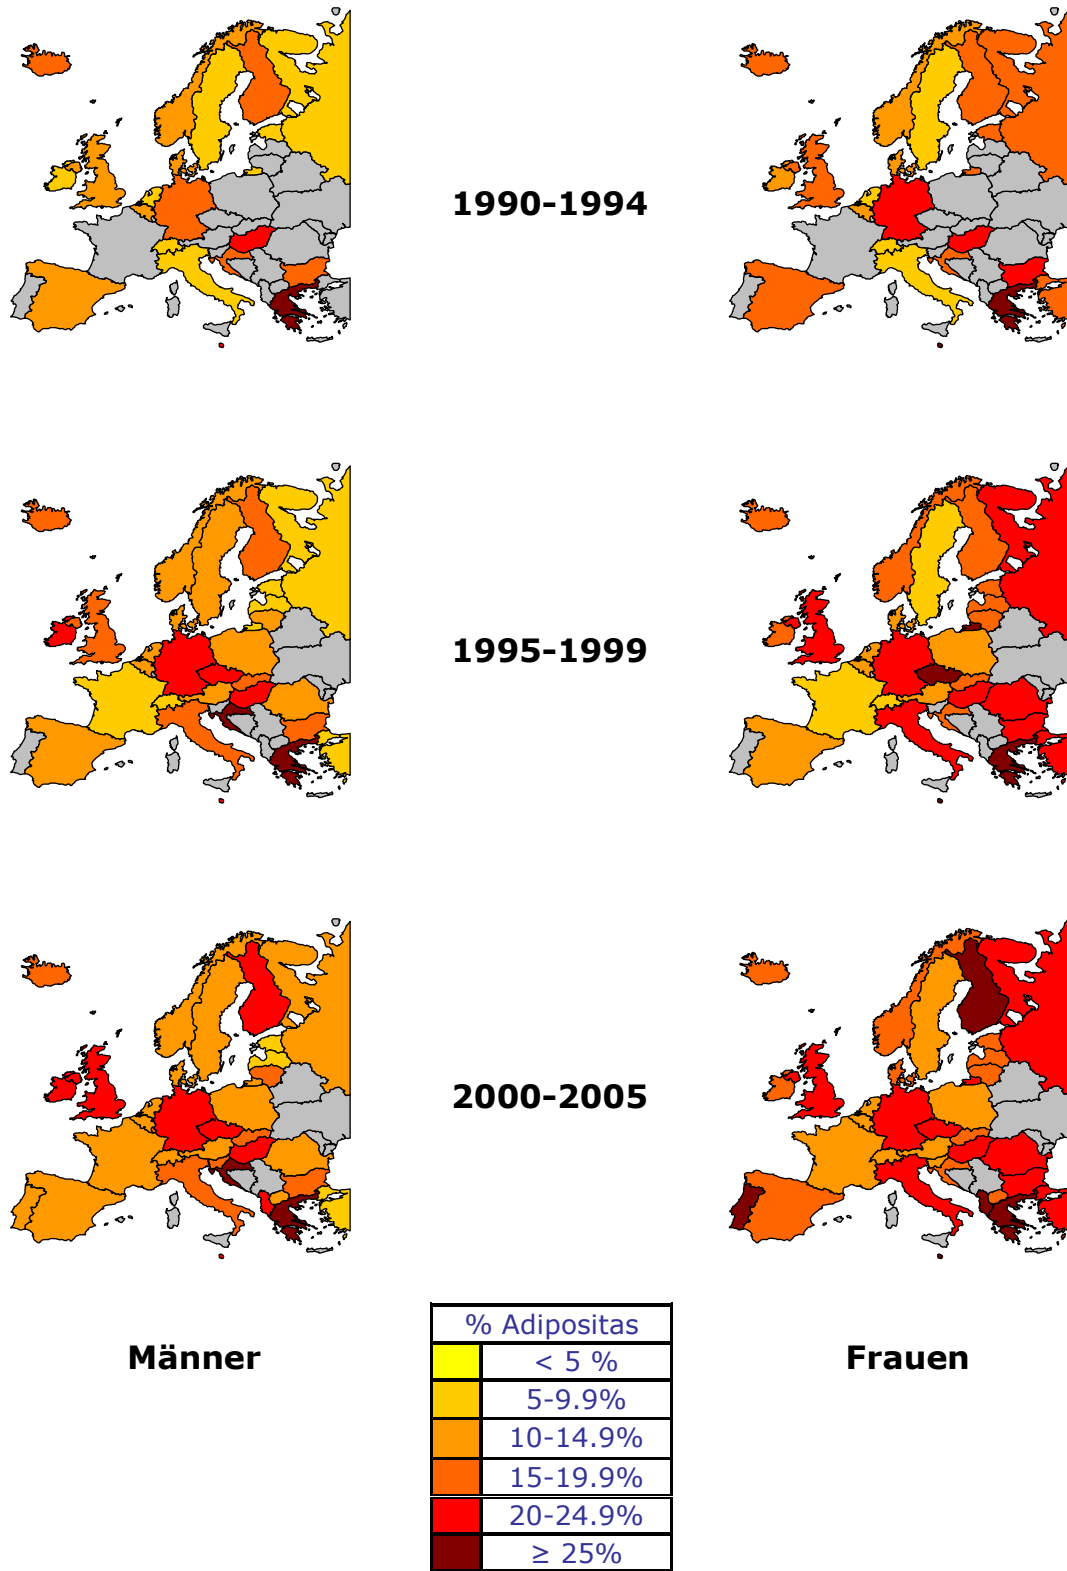 1990-1994
1995-1999
2000-2005
Männer
Frauen
% Adipositas
< 5 %
5-9.9%
10-14.9%
15-19.9%
20-24.9%
≥ 25%